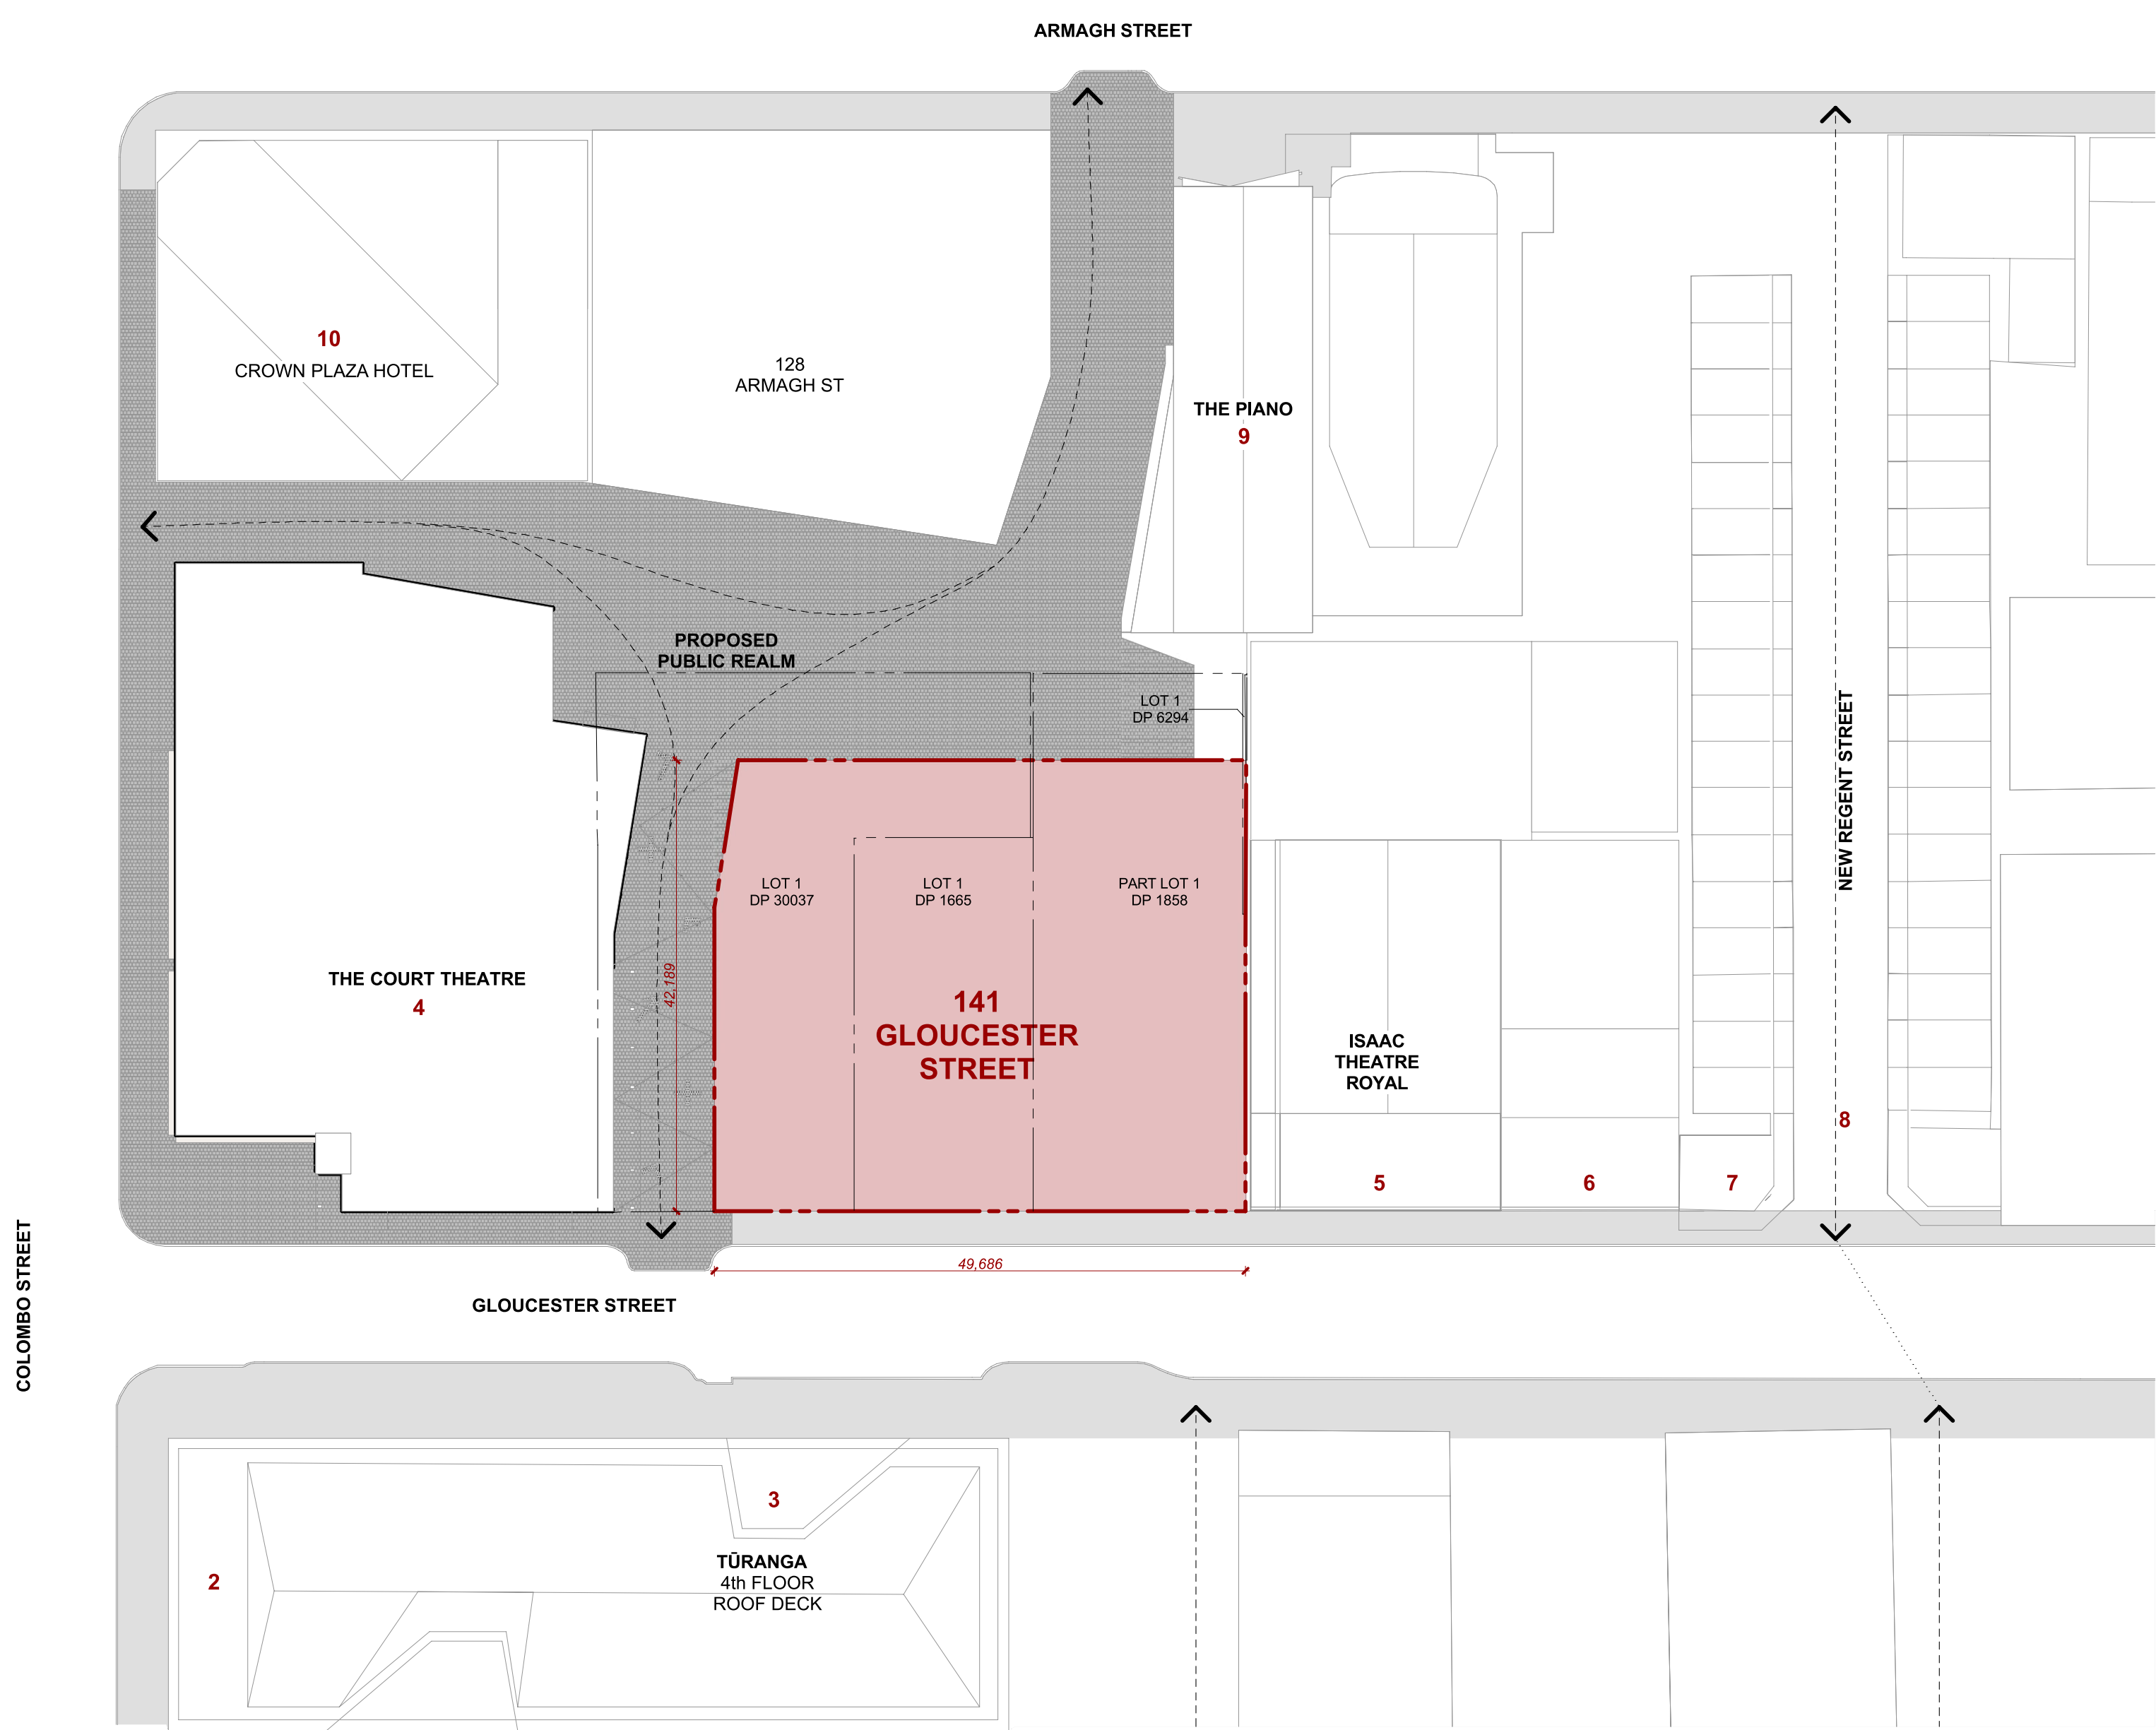 ARMAGH STREET
10
CROWN PLAZA HOTEL
128
ARMAGH ST
THE PIANO
9
PROPOSED
PUBLIC REALM
LOT 1
DP 6294
NEW REGENT STREET
LOT 1
DP 30037
LOT 1
DP 1665
PART LOT 1
DP 1858
THE COURT THEATRE
4
42,189
141
GLOUCESTER
STREET
ISAAC
THEATRE
ROYAL
8
5
6
7
49,686
GLOUCESTER STREET
COLOMBO STREET
3
2
TŪRANGA
4th FLOOR
ROOF DECK